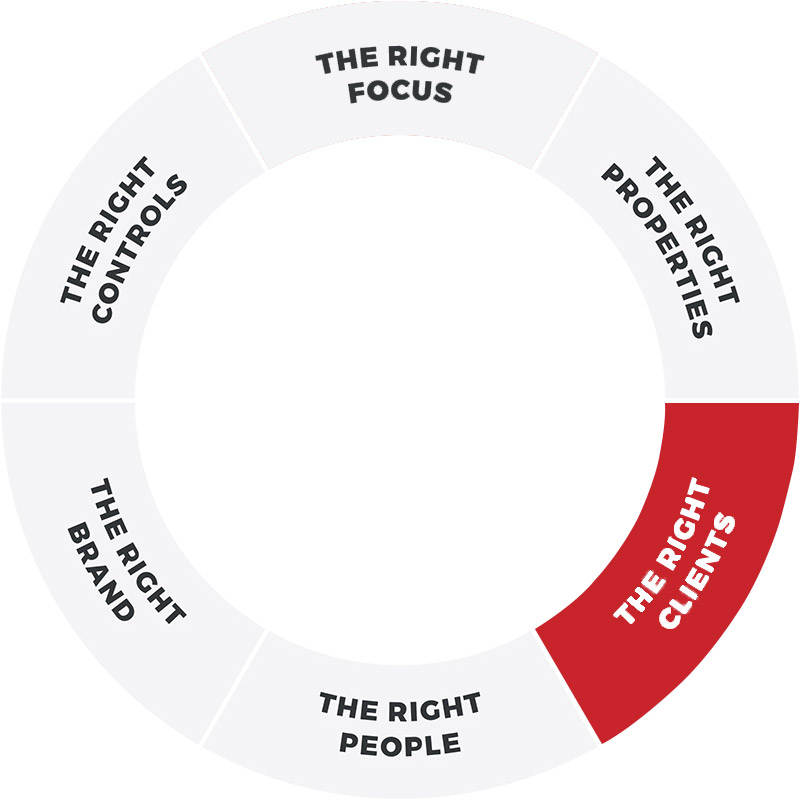 THE RIGHT
FOCUS
THE RIGHT
PROPERTIES
THE RIGHT
CLIENTS
THE RIGHT
PEOPLE
THE RIGHT
BRAND
THE RIGHT
CONTROLS